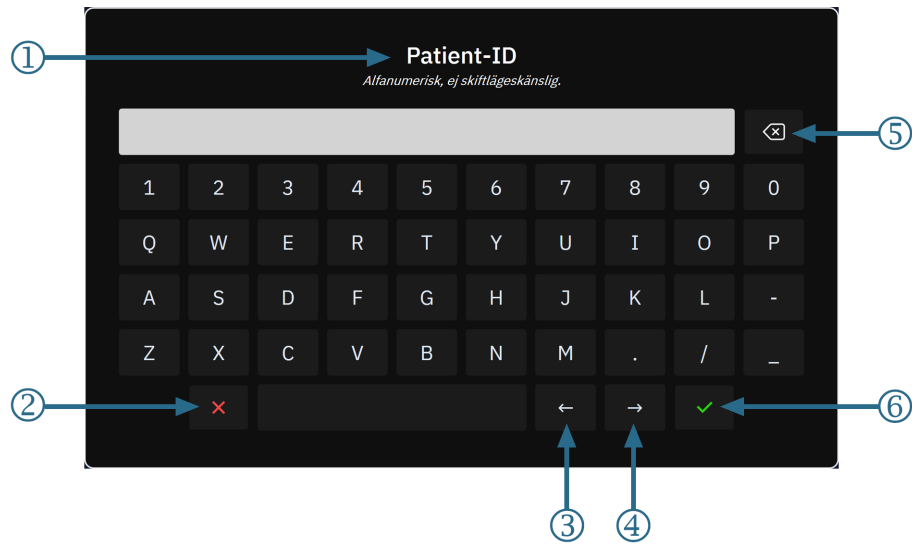 ① Patient-ID
Alfanumerisk, ej skiftlägeskänslig.
⑤
1 2 3 4 5 6 7 8 9 0
Q W E R T Y U I O P
A S D F G H J K L -
Z X C V B N M . / _
② ← → ⑥
③ ④